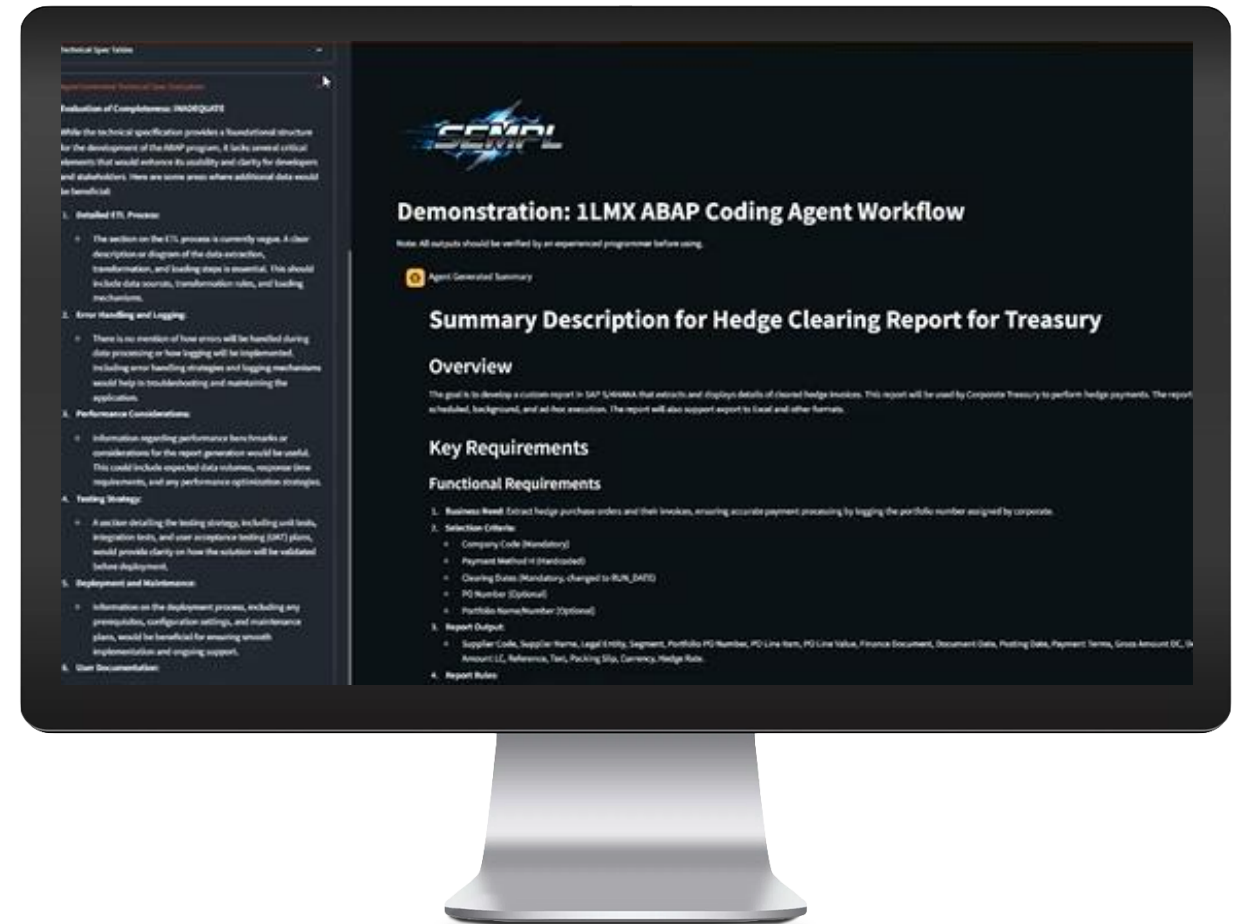 Technical Spec Tables
Evaluation of Completeness: INADEQUATE
While the technical specification provides a foundational structure
for the development of the ABAP program, it lacks several critical
elements that would enhance its usability and clarity for developers
and stakeholders. Here are some areas where additional data would
be beneficial:
1. Detailed ETL Process:
The section on the ETL process is currently vague. A clear
description or diagram of the data extraction,
transformation, and loading steps is essential. This should
include data sources, transformation rules, and loading
mechanisms.
2. Error Handling and Logging:
There is no mention of how errors will be handled during
data processing or how logging will be implemented.
Including error handling strategies and logging mechanisms
would help in troubleshooting and maintaining the
application.
3. Performance Considerations:
Information regarding performance benchmarks or
considerations for the report generation would be useful.
This could include expected data volumes, response time
requirements, and any performance optimization strategies.
4. Testing Strategy:
A section detailing the testing strategy, including unit tests,
integration tests, and user acceptance testing (UAT) plans,
would provide clarity on how the solution will be validated
before deployment.
5. Deployment and Maintenance:
Information on the deployment process, including any
prerequisites, configuration settings, and maintenance
plans, would be beneficial for ensuring smooth
implementation and ongoing support.
6. User Documentation:
SEMPL
Demonstration: 1LMX ABAP Coding Agent Workflow
Note: All outputs should be verified by an experienced programmer before using.
Agent Generated Summary
Summary Description for Hedge Clearing Report for Treasury
Overview
The goal is to develop a custom report in SAP S/4HANA that extracts and displays details of cleared hedge invoices. This report will be used by Corporate Treasury to perform hedge payments. The report
scheduled, background, and ad-hoc execution. The report will also support export to Excel and other formats.
Key Requirements
Functional Requirements
1. Business Need: Extract hedge purchase orders and their invoices, ensuring accurate payment processing by tagging the portfolio number assigned by corporate.
2. Selection Criteria:
Company Code (Mandatory)
Payment Method H (Hardcoded)
Clearing Dates (Mandatory, changed to RUN_DATE)
PO Number (Optional)
Portfolio Name/Number (Optional)
3. Report Output:
Supplier Code, Supplier Name, Legal Entity, Segment, Portfolio PO Number, PO Line Item, PO Line Value, Finance Document, Document Date, Posting Date, Payment Terms, Gross Amount DC,
Amount LC, Reference, Text, Packing Slip, Currency, Hedge Rate.
4. Report Rules